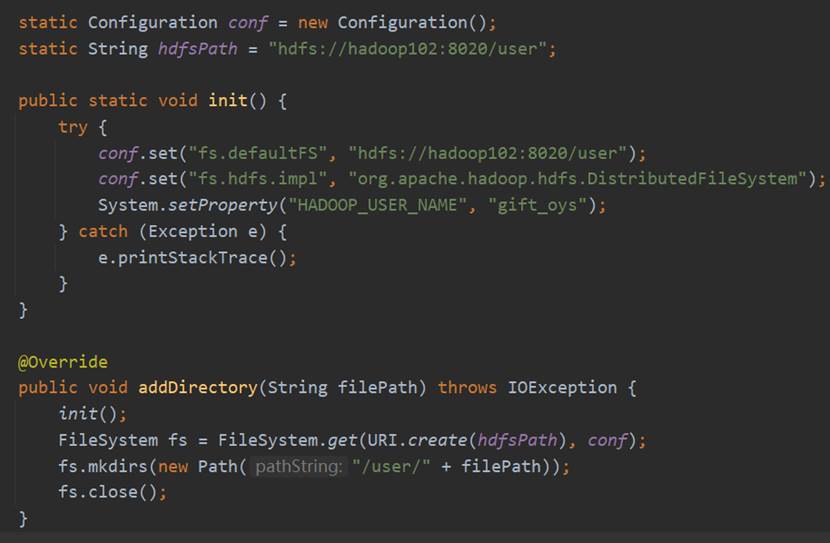 static Configuration conf = new Configuration();
static String hdfsPath = "hdfs://hadoop102:8020/user";
public static void init() {
try {
conf.set("fs.defaultFS", "hdfs://hadoop102:8020/user");
conf.set("fs.hdfs.impl", "org.apache.hadoop.hdfs.DistributedFileSystem");
System.setProperty("HADOOP_USER_NAME", "gift_oys");
} catch (Exception e) {
e.printStackTrace();
}
}
@Override
public void addDirectory(String filePath) throws IOException {
init();
FileSystem fs = FileSystem.get(URI.create(hdfsPath), conf);
fs.mkdirs(new Path( pathString: "/user/" + filePath));
fs.close();
}